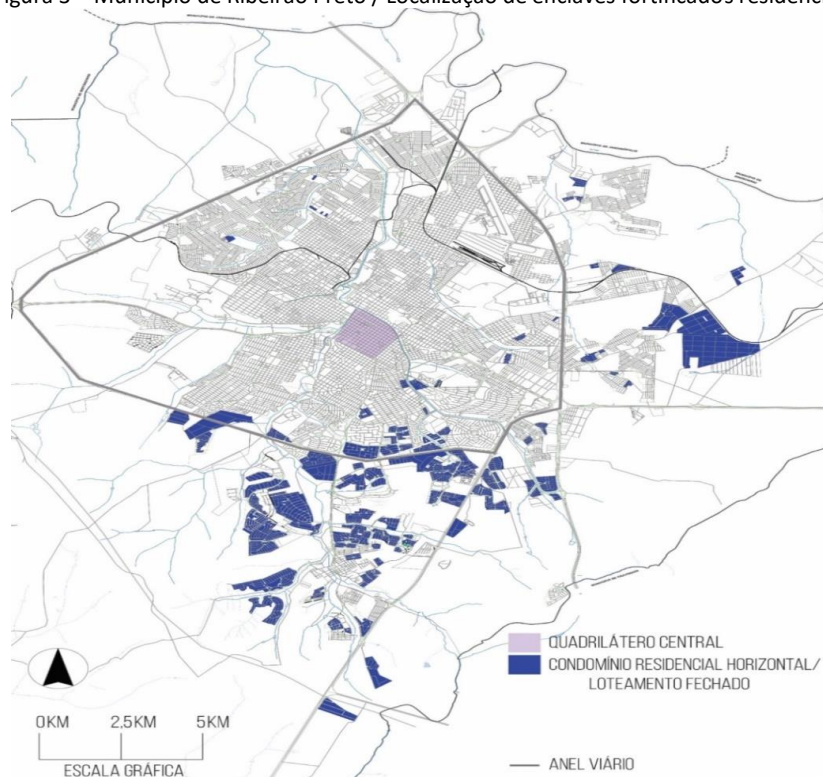 Município de Ribeirão Preto / Localização de enclaves fortificados
QUADRILÁTERO CENTRAL
CONDOMÍNIO RESIDENCIAL HORIZONTAL/
LOTEAMENTO FECHADO
0KM 2,5KM 5KM
ESCALA GRÁFICA
ANEL VIÁRIO